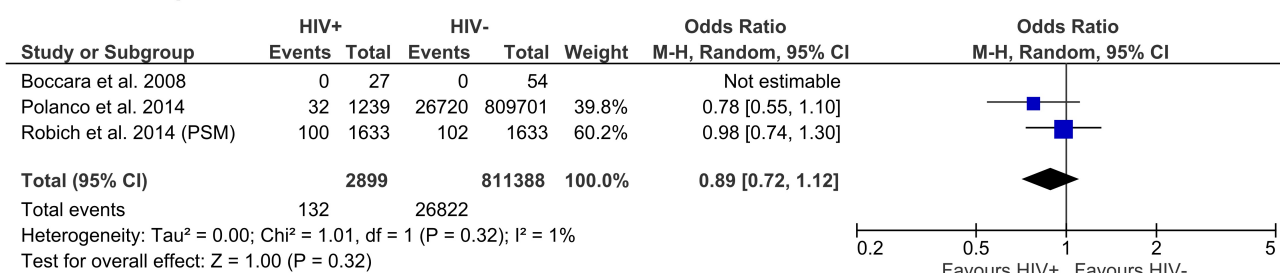 HIV+ HIV- Odds Ratio Odds Ratio
Study or Subgroup Events Total Events Total Weight M-H, Random, 95% CI M-H, Random, 95% CI
Boccara et al. 2008 0 27 0 54 Not estimable
Polanco et al. 2014 32 1239 26720 809701 39.8% 0.78 [0.55, 1.10]
Robich et al. 2014 (PSM) 100 1633 102 1633 60.2% 0.98 [0.74, 1.30]
Total (95% CI) 2899 811388 100.0% 0.89 [0.72, 1.12]
Total events 132 26822
Heterogeneity: Tau² = 0.00; Chi² = 1.01, df = 1 (P = 0.32); I² = 1%
Test for overall effect: Z = 1.00 (P = 0.32)
0.2 0.5 1 2 5
Favours HIV+ Favours HIV-